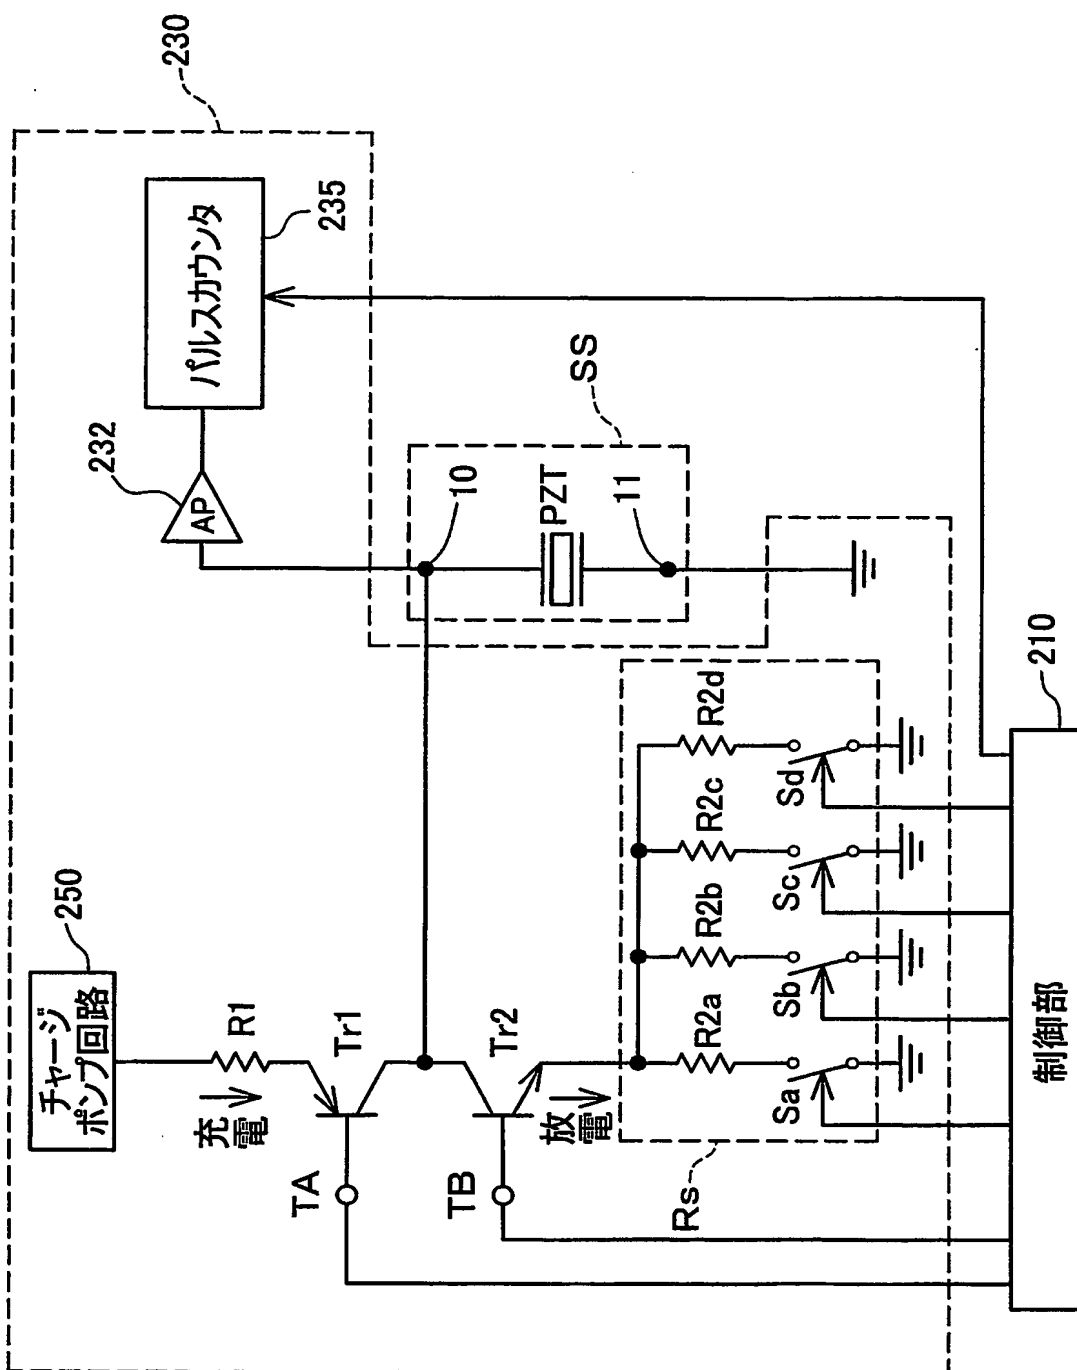 230
パルスカウンタ
235
232
AP
SS
10
PZT
11
250
チャージ
ポンプ回路
R1
充電
Tr1
TA
Tr2
放電
TB
R2a
R2b
R2c
R2d
Sa
Sb
Sc
Sd
Rs
210
制御部